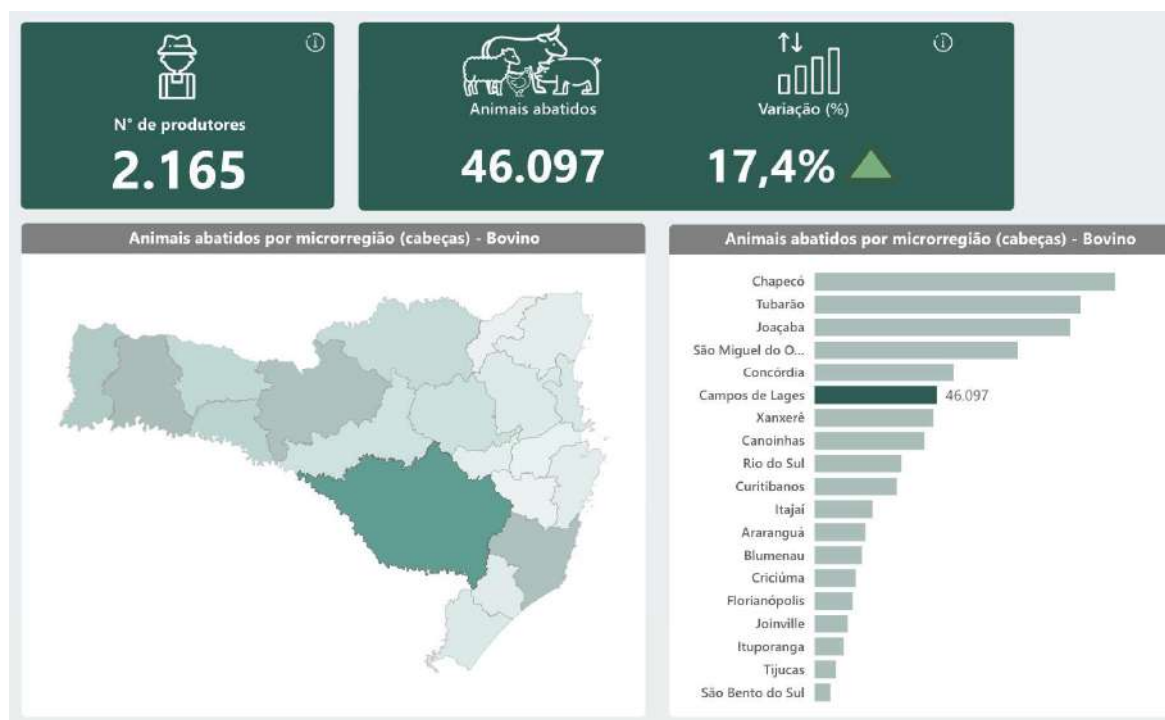 N° de produtores
2.165
Animais abatidos
46.097
Variação (%)
17,4%
Animais abatidos por microrregião (cabeças) - Bovino
Animais abatidos por microrregião (cabeças) - Bovino
Chapecó
Tubarão
Joaçaba
São Miguel do O...
Concórdia
Campos de Lages 46.097
Xanxerê
Canoinhas
Rio do Sul
Curitibanos
Itajaí
Araranguá
Blumenau
Criciúma
Florianópolis
Joinville
Ituporanga
Tijucas
São Bento do Sul